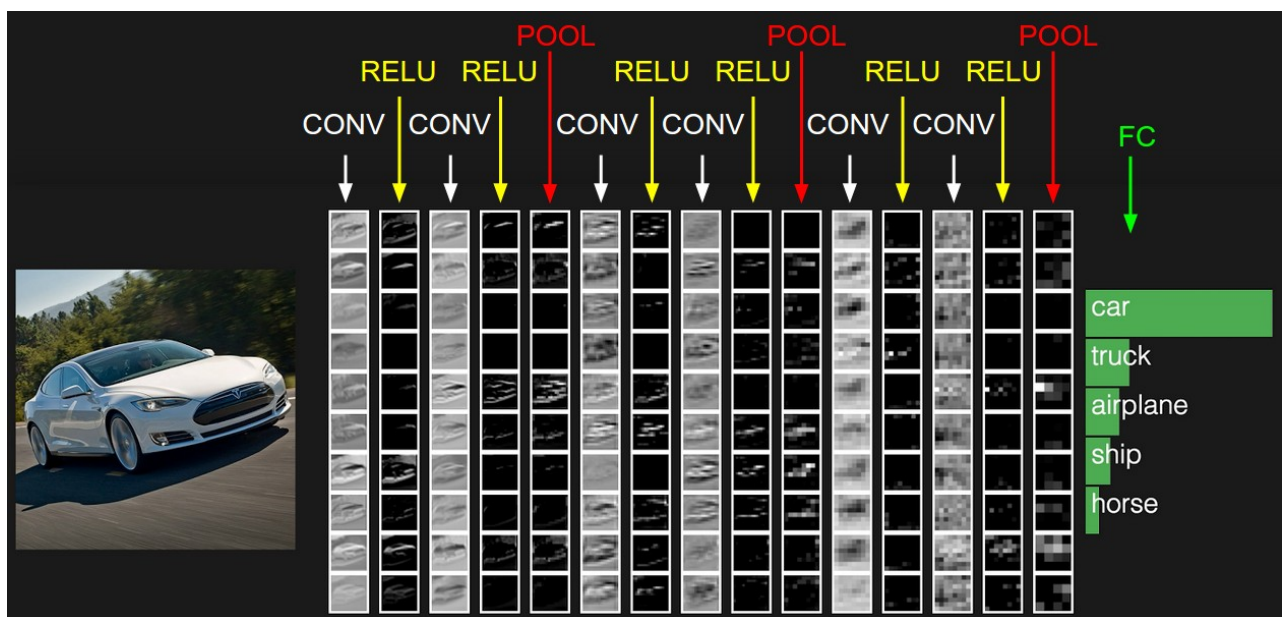 POOL POOL POOL
RELU RELU RELU RELU RELU RELU
CONV CONV CONV CONV CONV CONV
FC
car
truck
airplane
ship
horse